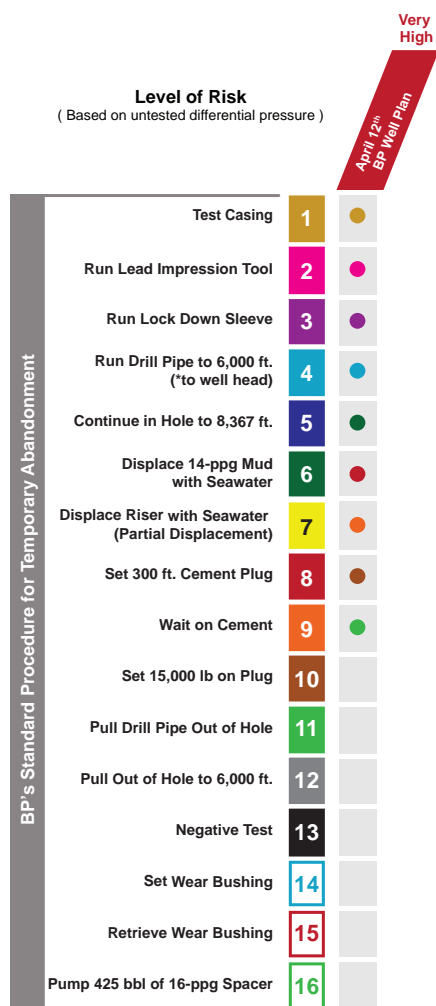 Very
High
Level of Risk
( Based on untested differential pressure )
April 12th
BP Well Plan
BP's Standard Procedure for Temporary Abandonment
Test Casing
1
Run Lead Impression Tool
2
Run Lock Down Sleeve
3
Run Drill Pipe to 6,000 ft.
(*to well head)
4
Continue in Hole to 8,367 ft.
5
Displace 14-ppg Mud
with Seawater
6
Displace Riser with Seawater
(Partial Displacement)
7
Set 300 ft. Cement Plug
8
Wait on Cement
9
Set 15,000 lb on Plug
10
Pull Drill Pipe Out of Hole
11
Pull Out of Hole to 6,000 ft.
12
Negative Test
13
Set Wear Bushing
14
Retrieve Wear Bushing
15
Pump 425 bbl of 16-ppg Spacer
16